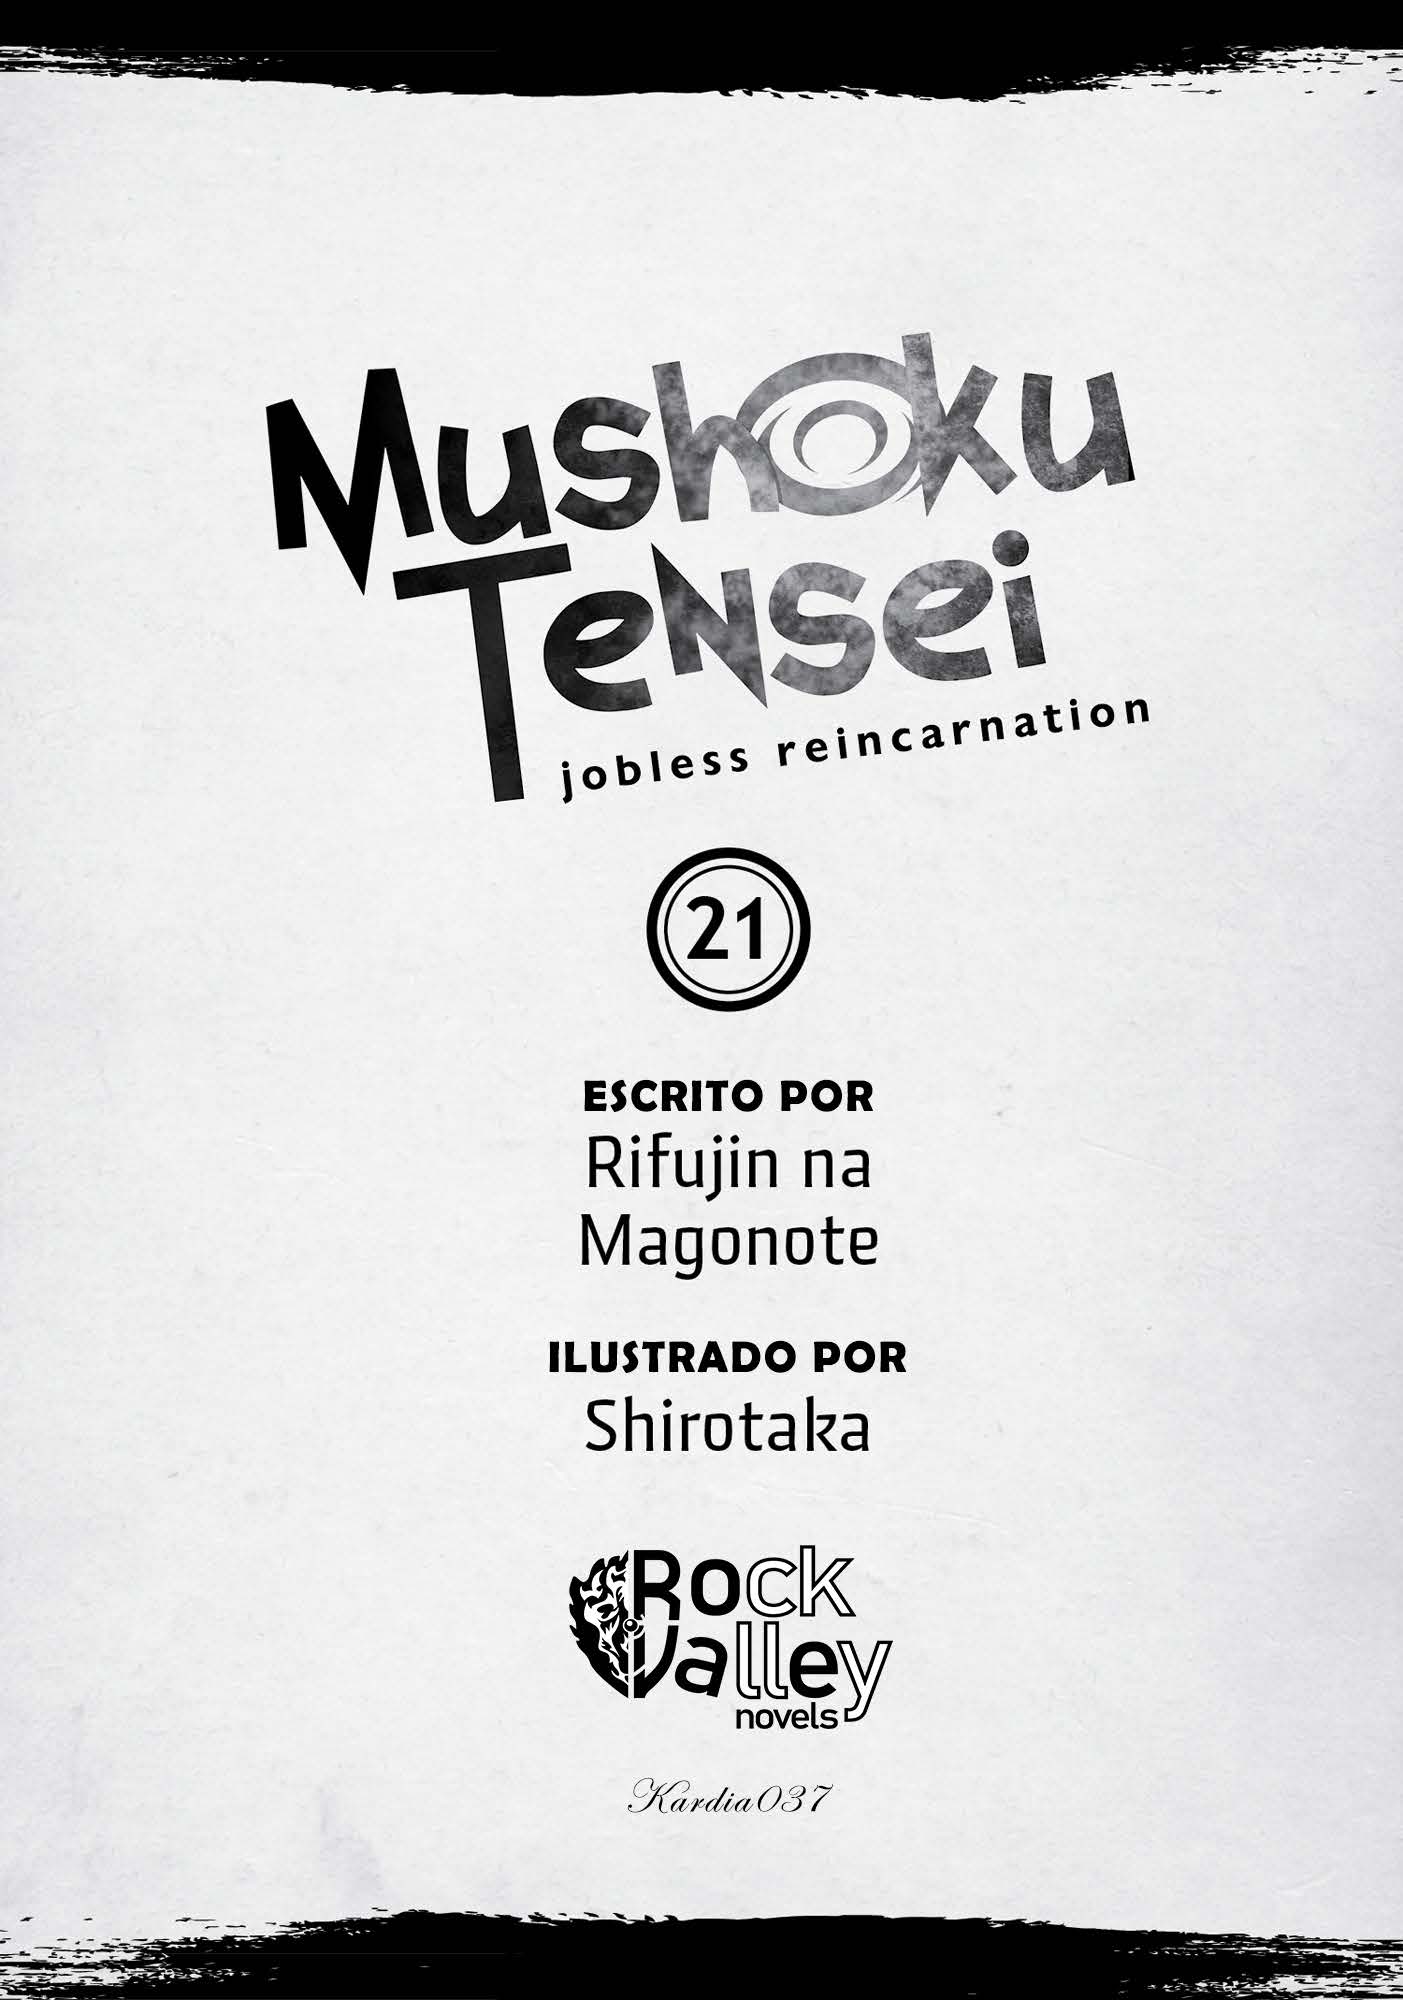 Mushoku
Tensei
jobless reincarnation
21
ESCRITO POR
Rifujin na
Magonote
ILUSTRADO POR
Shirotaka
Rock
Valley
novels
Kardia037